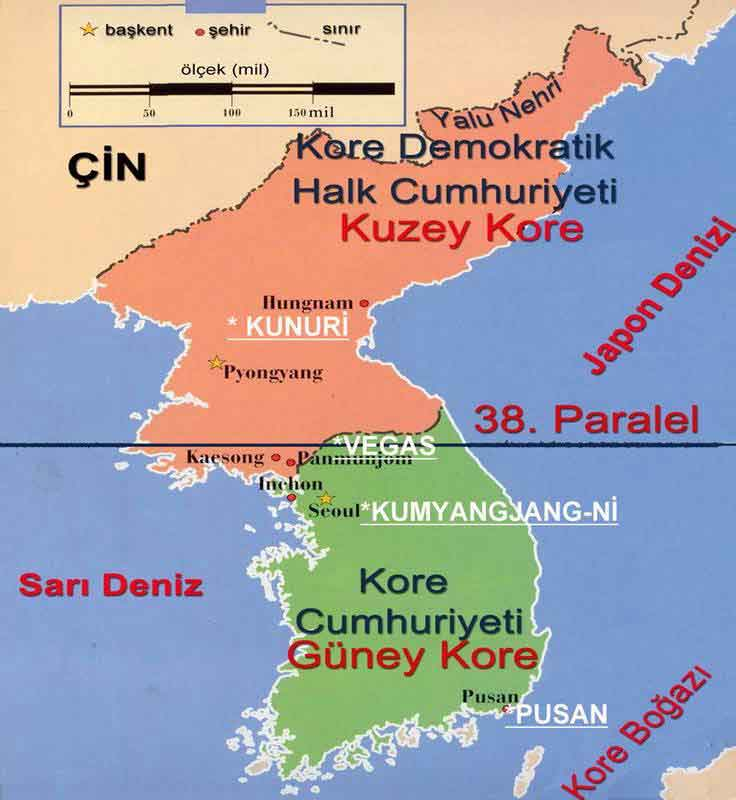 başkent şehir sınır
ölçek (mil)
0 50 100 150 mil
ÇİN
Yalu Nehri
Kore Demokratik
Halk Cumhuriyeti
Kuzey Kore
Japon Denizi
Hungnam
* KUNURİ
Pyongyang
38. Paralel
*VEGAS
Kaesong
Panmunjom
Inchon
Seoul
*KUMYANGJANG-Nİ
Sarı Deniz
Kore
Cumhuriyeti
Güney Kore
Pusan
*PUSAN
Kore Boğazı